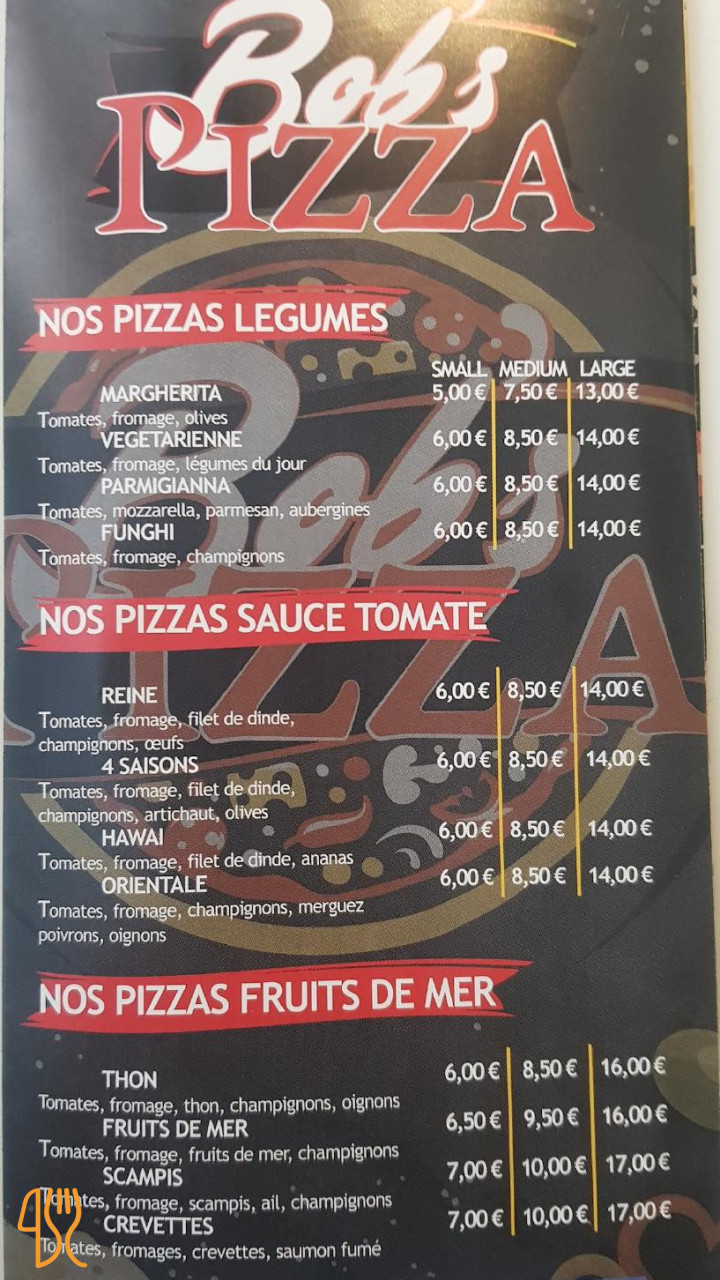 Bob's
PIZZA
NOS PIZZAS LEGUMES
SMALL MEDIUM LARGE
MARGHERITA 5,00 € 7,50 € 13,00 €
Tomates, fromage, olives
VEGETARIENNE 6,00 € 8,50 € 14,00 €
Tomates, fromage, légumes du jour
PARMIGIANNA 6,00 € 8,50 € 14,00 €
Tomates, mozzarella, parmesan, aubergines
FUNGHI 6,00 € 8,50 € 14,00 €
Tomates, fromage, champignons
Bob's
PIZZA
NOS PIZZAS SAUCE TOMATE
REINE 6,00 € 8,50 € 14,00 €
Tomates, fromage, filet de dinde,
champignons, œufs
4 SAISONS 6,00 € 8,50 € 14,00 €
Tomates, fromage, filet de dinde,
champignons, artichaut, olives
HAWAI 6,00 € 8,50 € 14,00 €
Tomates, fromage, filet de dinde, ananas
ORIENTALE 6,00 € 8,50 € 14,00 €
Tomates, fromage, champignons, merguez
poivrons, oignons
NOS PIZZAS FRUITS DE MER
THON 6,00 € 8,50 € 16,00 €
Tomates, fromage, thon, champignons, oignons
FRUITS DE MER 6,50 € 9,50 € 16,00 €
Tomates, fromage, fruits de mer, champignons
SCAMPIS 7,00 € 10,00 € 17,00 €
Tomates, fromage, scampis, ail, champignons
CREVETTES 7,00 € 10,00 € 17,00 €
Tomates, fromages, crevettes, saumon fumé